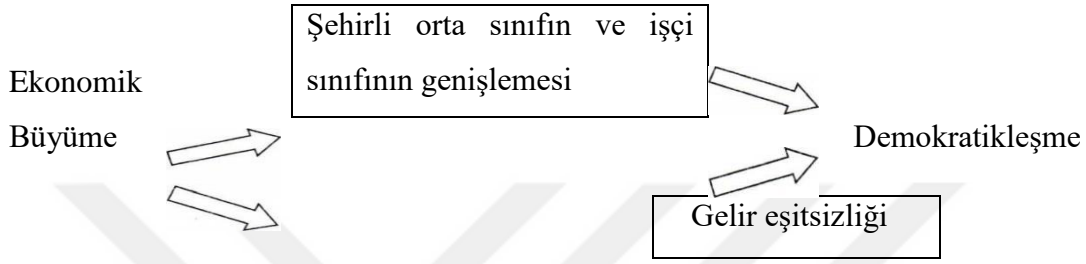 Şehirli orta sınıfın ve işçi
sınıfının genişlemesi
Ekonomik
Büyüme
Demokratikleşme
Gelir eşitsizliği